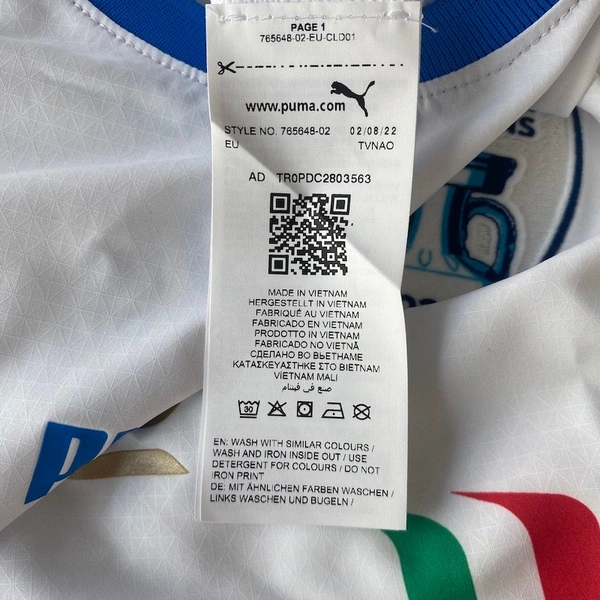 PAGE 1
765648-02-EU-CLD01
www.puma.com
STYLE NO. 765648-02 02/08/22
EU TVNAO
AD TR0PDC2803563
MADE IN VIETNAM
HERGESTELLT IN VIETNAM
FABRIQUÉ AU VIETNAM
FABRICADO EN VIETNAM
PRODOTTO IN VIETNAM
FABRICADO NO VIETNÃ
СДЕЛАНО ВО ВЬЕТНАМЕ
ΚΑΤΑΣΚΕΥΑΣΤΗΚΕ ΣΤΟ ΒΙΕΤΝΑΜ
VİETNAM MALI
صنع في فيتنام
30
EN: WASH WITH SIMILAR COLOURS /
WASH AND IRON INSIDE OUT / USE
DETERGENT FOR COLOURS / DO NOT
IRON PRINT
DE: MIT ÄHNLICHEN FARBEN WASCHEN /
LINKS WASCHEN UND BUGELN /